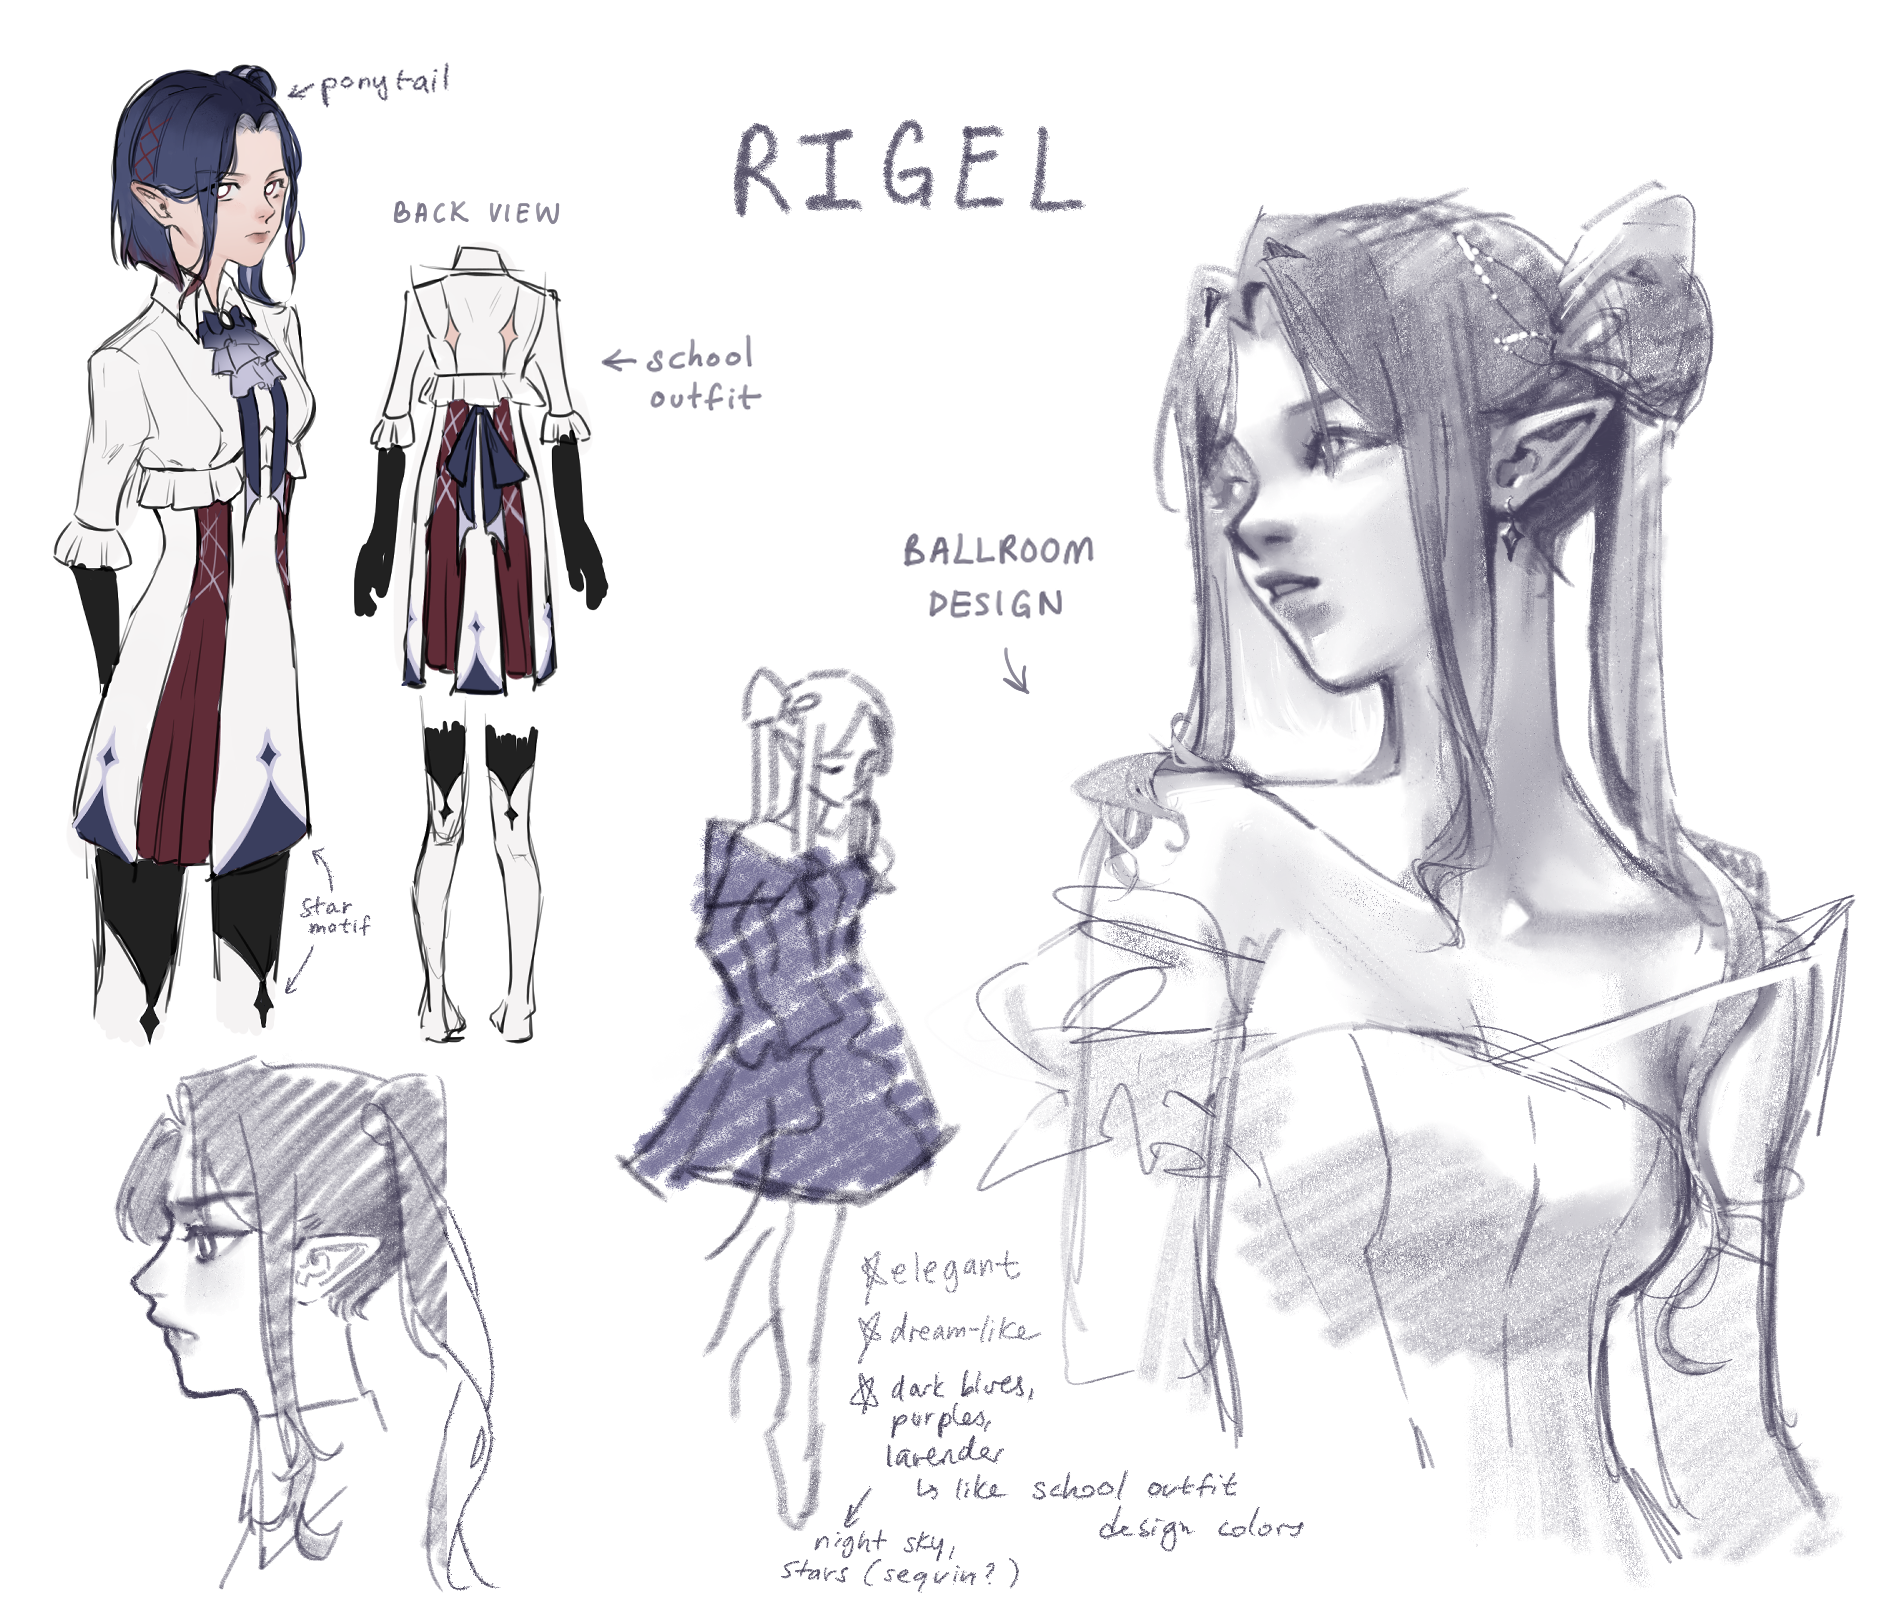 ponytail
RIGEL
BACK VIEW
school
outfit
BALLROOM
DESIGN
star
motif
elegant
dream-like
dark blues,
purples,
lavender
↳ like school outfit
design colors
night sky,
stars (sequin?)